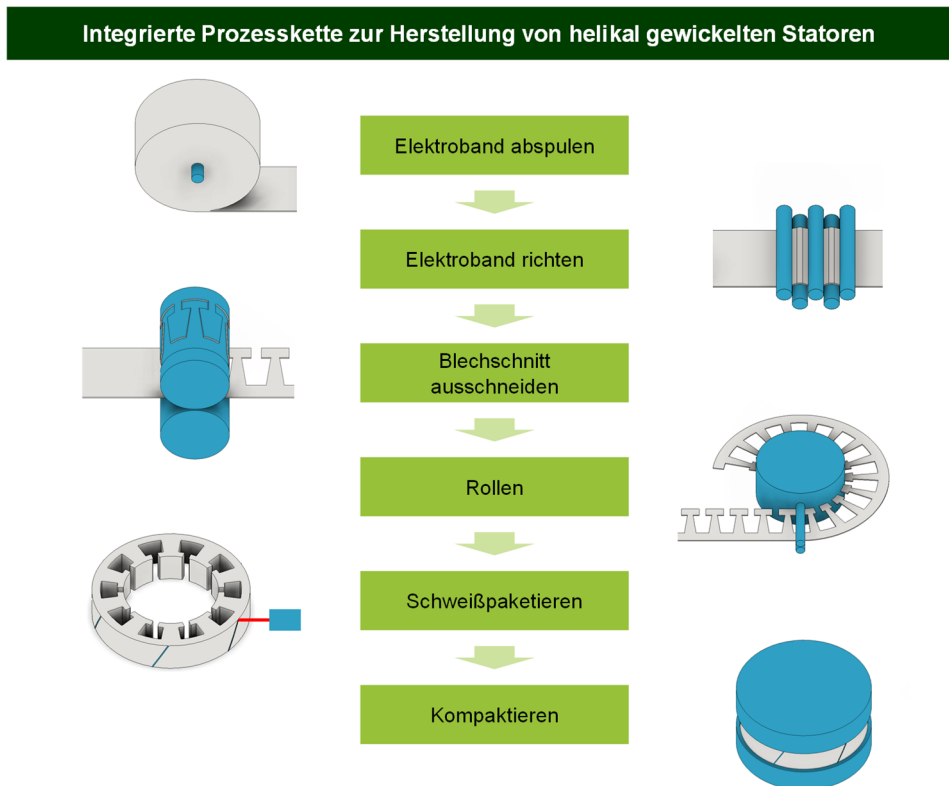 Integrierte Prozesskette zur Herstellung von helikal gewickelten Statoren
Elektroband abspulen
Elektroband richten
Blechschnitt
ausschneiden
Rollen
Schweißpaketieren
Kompaktieren